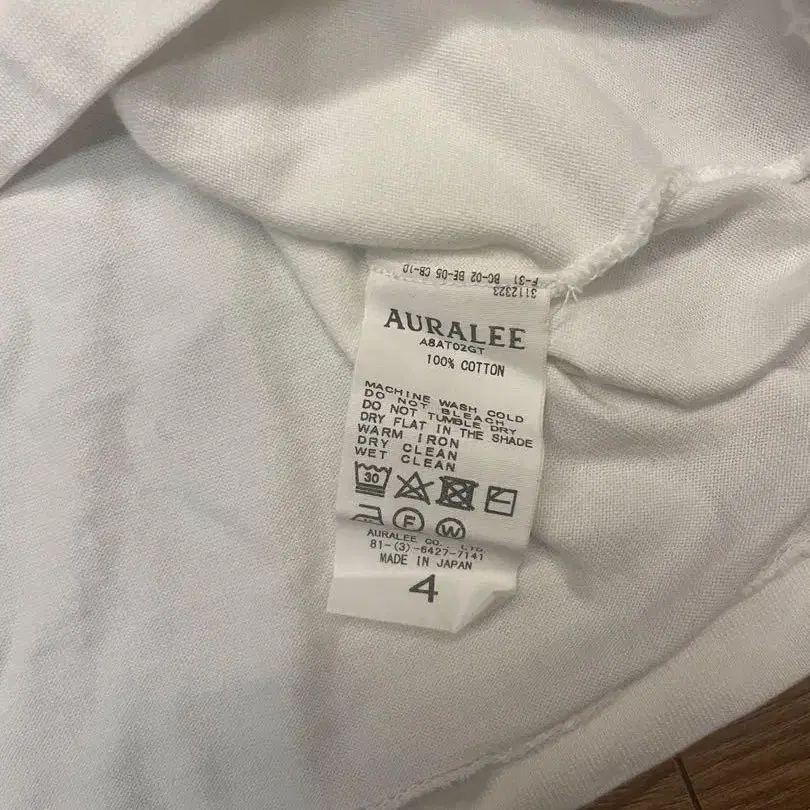 F-31 BC-02 BE-05 CB-1D
3112323
AURALEE
A8AT02GT
100% COTTON
MACHINE WASH COLD
DO NOT BLEACH
DO NOT TUMBLE DRY
DRY FLAT IN THE SHADE
WARM IRON
DRY CLEAN
WET CLEAN
30
F W
AURALEE CO., LTD.
81-(3)-6427-7141
MADE IN JAPAN
4